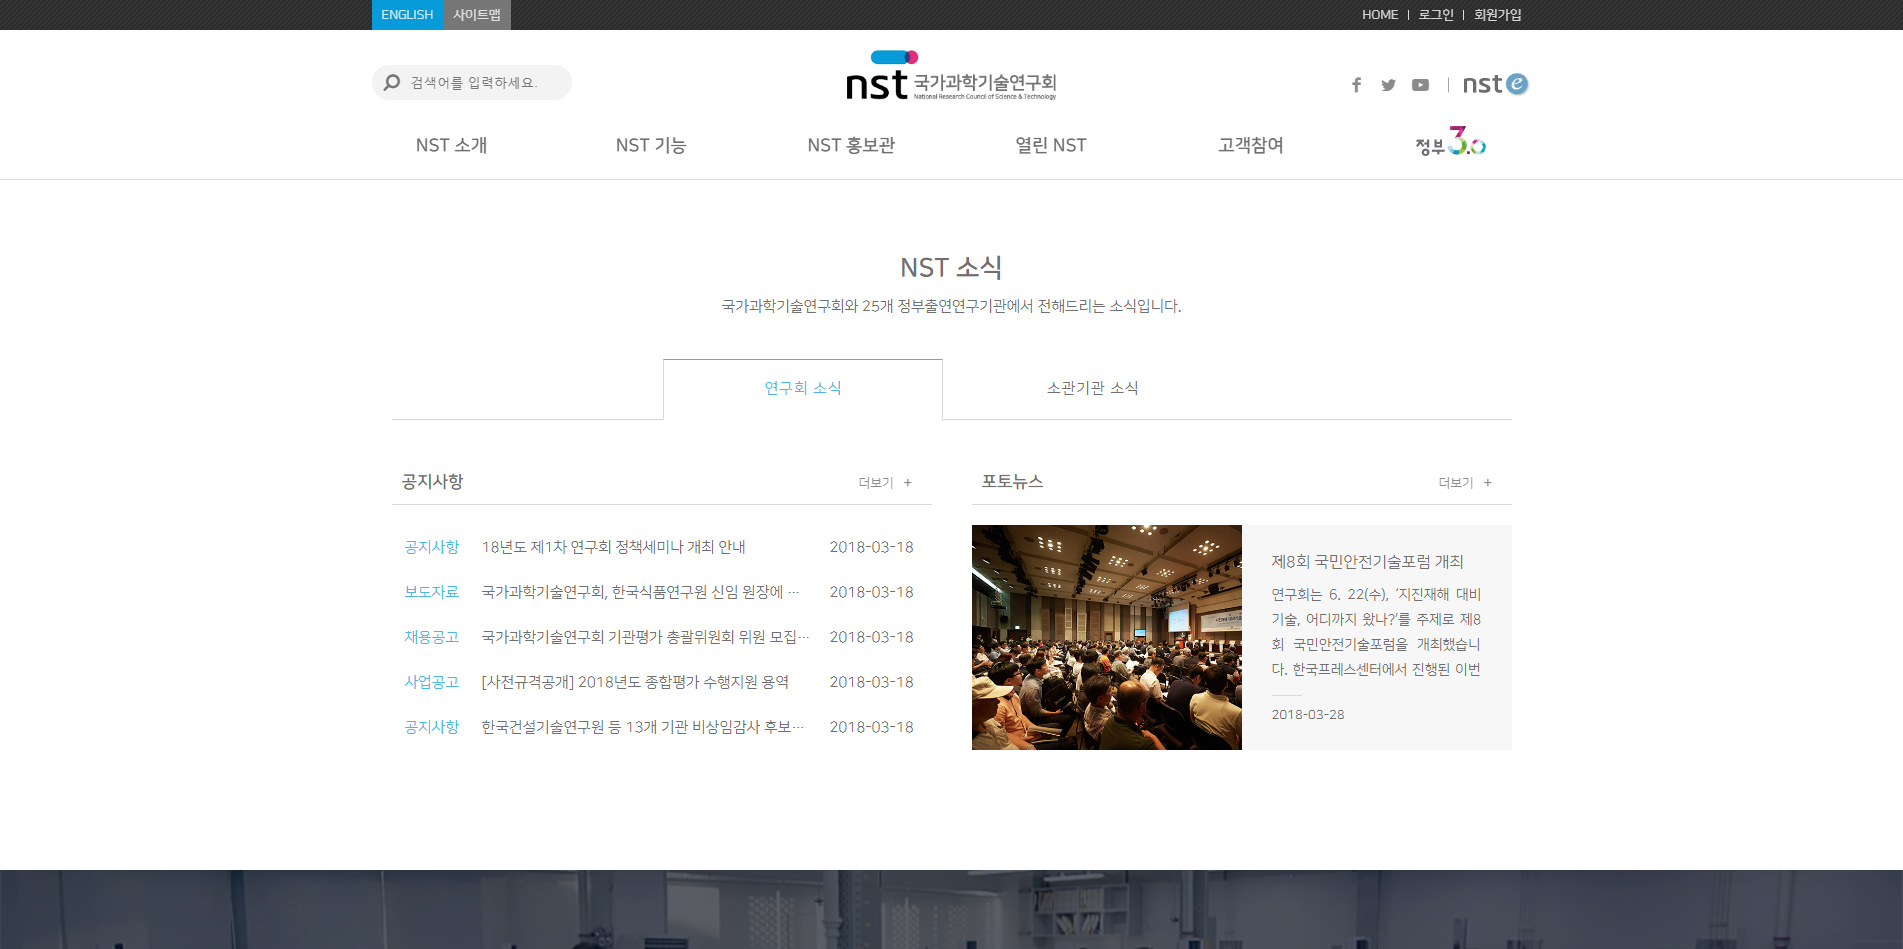 ENGLISH 사이트맵 HOME 로그인 회원가입
검색어를 입력하세요.
nst 국가과학기술연구회
National Research Council of Science & Technology
nst e
NST 소개 NST 기능 NST 홍보관 열린 NST 고객참여 정부3.0
NST 소식
국가과학기술연구회와 25개 정부출연연구기관에서 전해드리는 소식입니다.
연구회 소식 소관기관 소식
공지사항 더보기 +
공지사항 18년도 제1차 연구회 정책세미나 개최 안내 2018-03-18
보도자료 국가과학기술연구회, 한국식품연구원 신임 원장에 … 2018-03-18
채용공고 국가과학기술연구회 기관평가 총괄위원회 위원 모집… 2018-03-18
사업공고 [사전규격공개] 2018년도 종합평가 수행지원 용역 2018-03-18
공지사항 한국건설기술연구원 등 13개 기관 비상임감사 후보… 2018-03-18
포토뉴스 더보기 +
제8회 국민안전기술포럼 개최
연구회는 6. 22(수), ‘지진재해 대비
기술, 어디까지 왔나?’를 주제로 제8
회 국민안전기술포럼을 개최했습니
다. 한국프레스센터에서 진행된 이번
2018-03-28